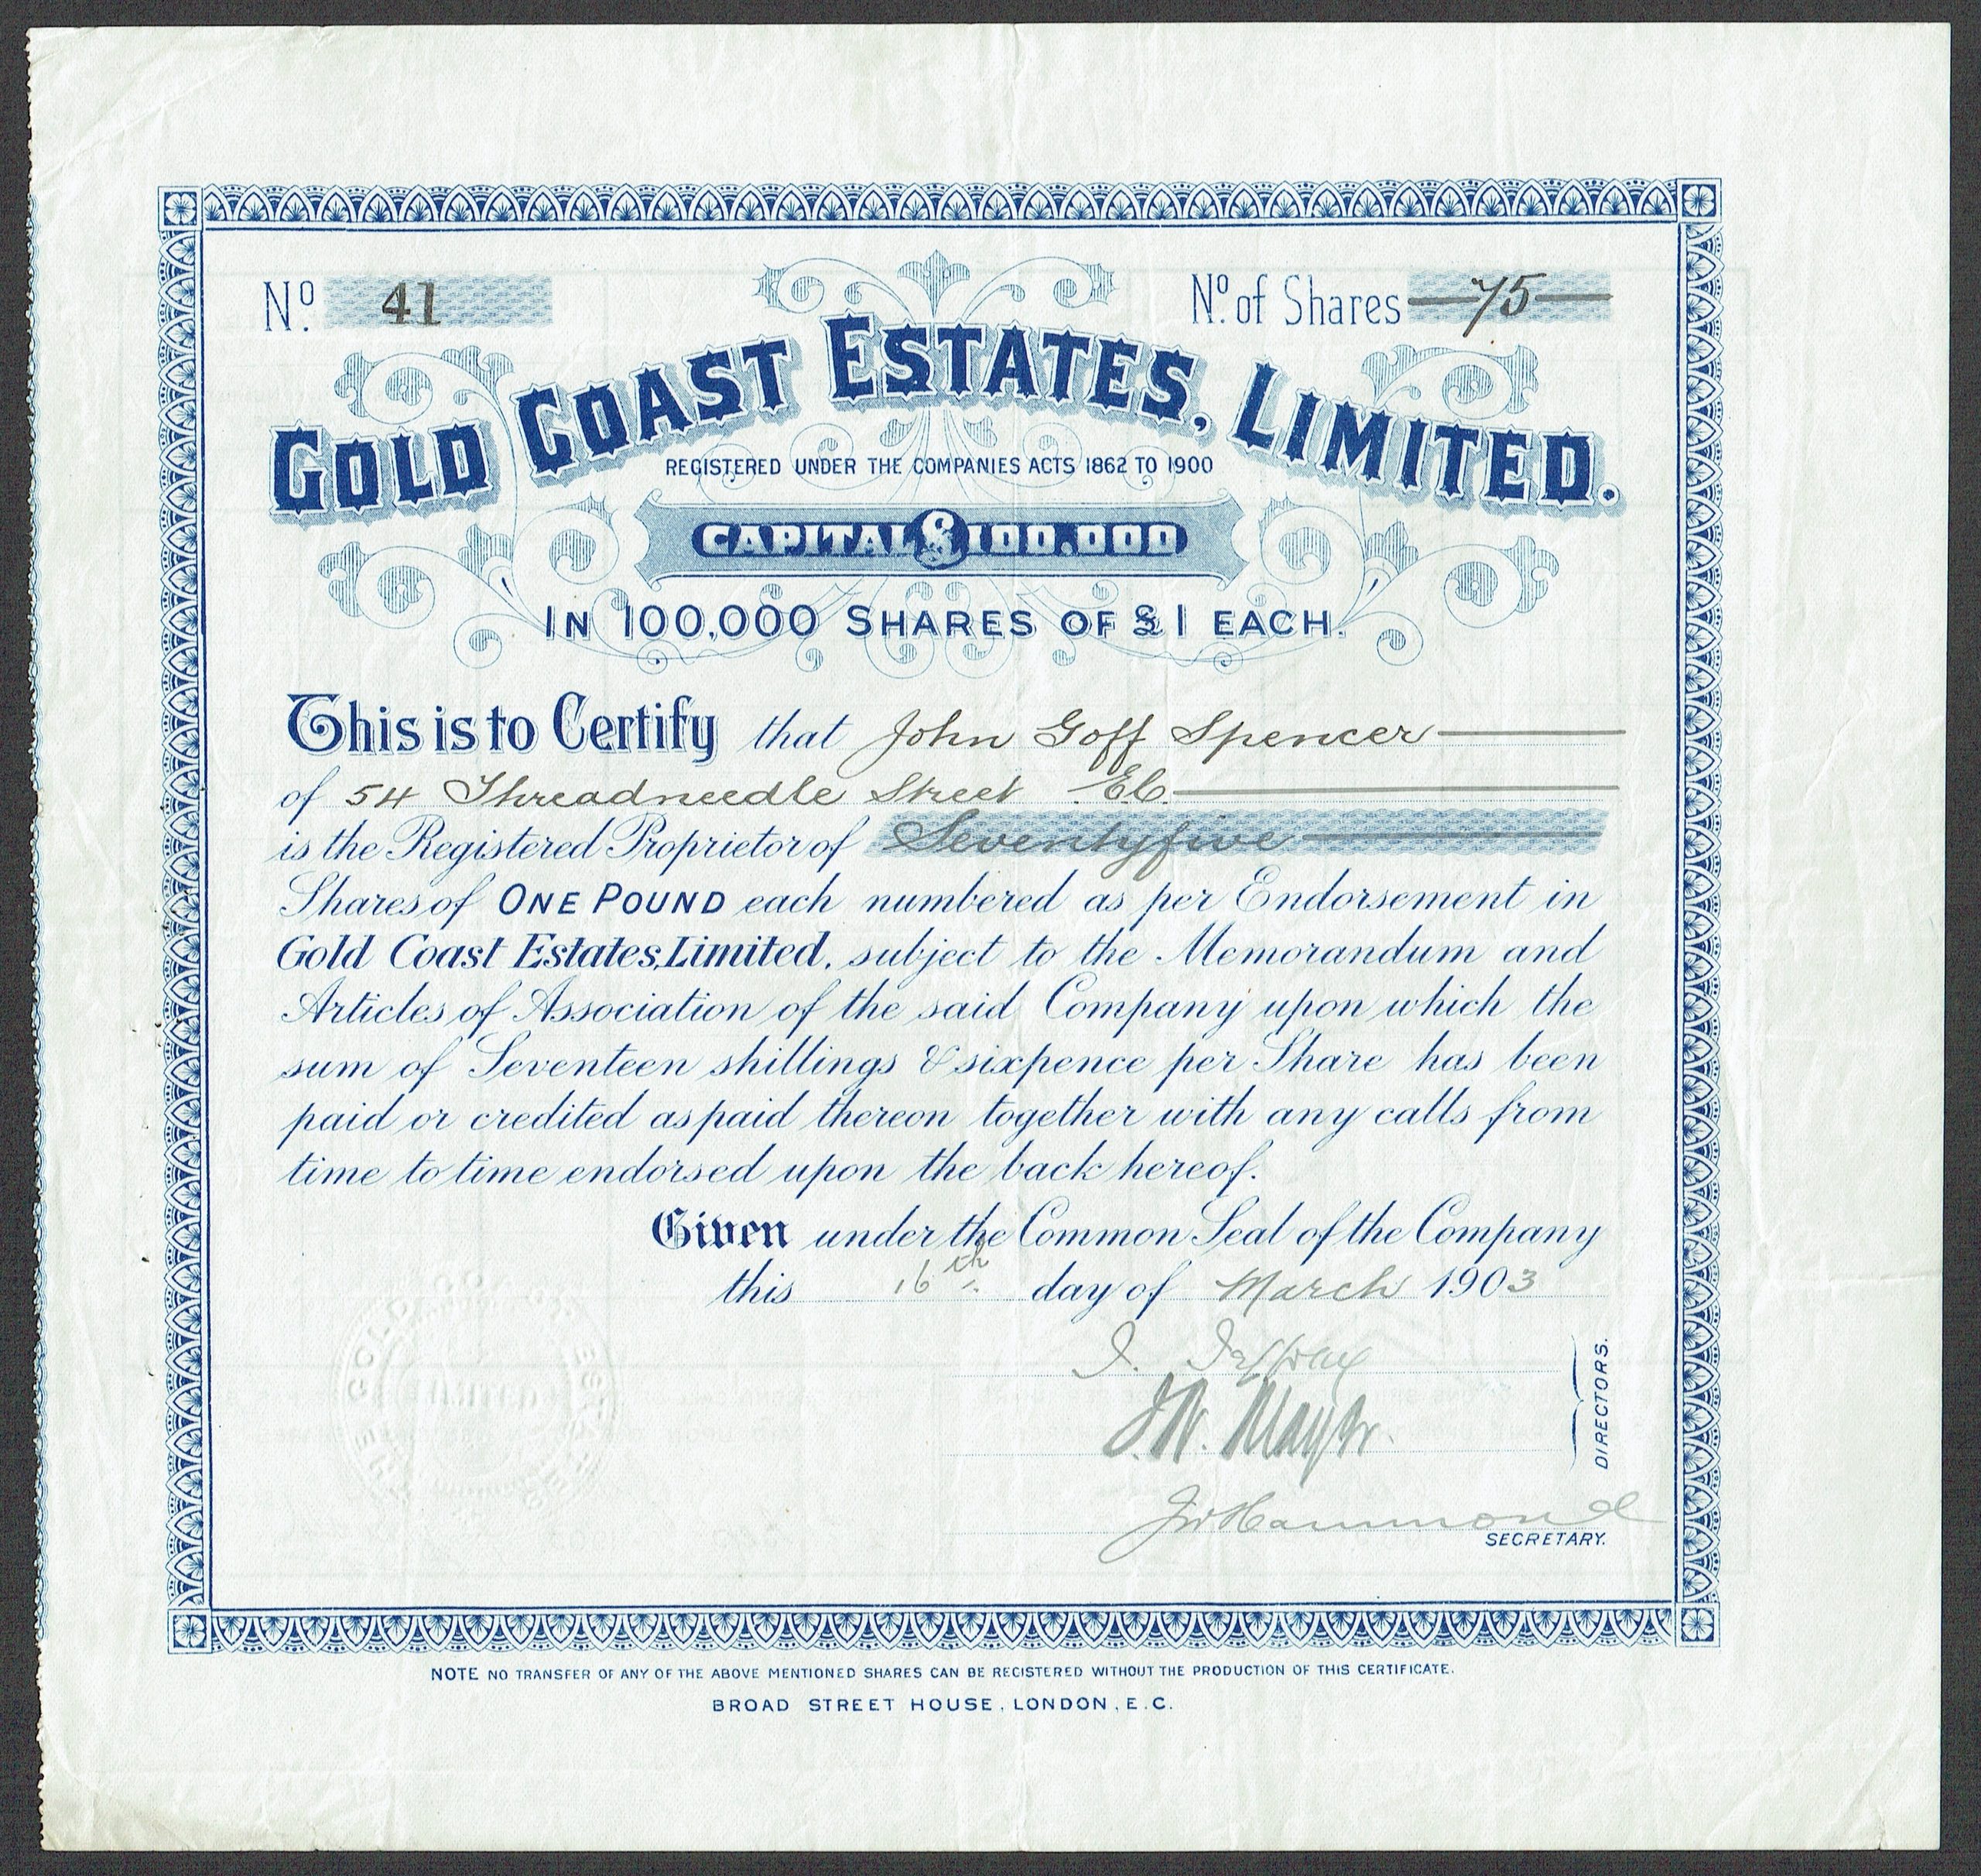 Nº. 41
Nº. of Shares 75
GOLD COAST ESTATES, LIMITED.
REGISTERED UNDER THE COMPANIES ACTS 1862 TO 1900
CAPITAL £100,000
IN 100,000 SHARES OF £1 EACH.
This is to Certify that John Goff Spencer
of 54 Threadneedle Street EC
is the Registered Proprietor of Seventyfive
Shares of ONE POUND each numbered as per Endorsement in
Gold Coast Estates, Limited, subject to the Memorandum and
Articles of Association of the said Company upon which the
sum of Seventeen shillings & sixpence per Share has been
paid or credited as paid thereon together with any calls from
time to time endorsed upon the back hereof.
Given under the Common Seal of the Company
this 16th day of March 1903
DIRECTORS.
Hammond
SECRETARY.
NOTE NO TRANSFER OF ANY OF THE ABOVE MENTIONED SHARES CAN BE REGISTERED WITHOUT THE PRODUCTION OF THIS CERTIFICATE.
BROAD STREET HOUSE, LONDON, E.C.